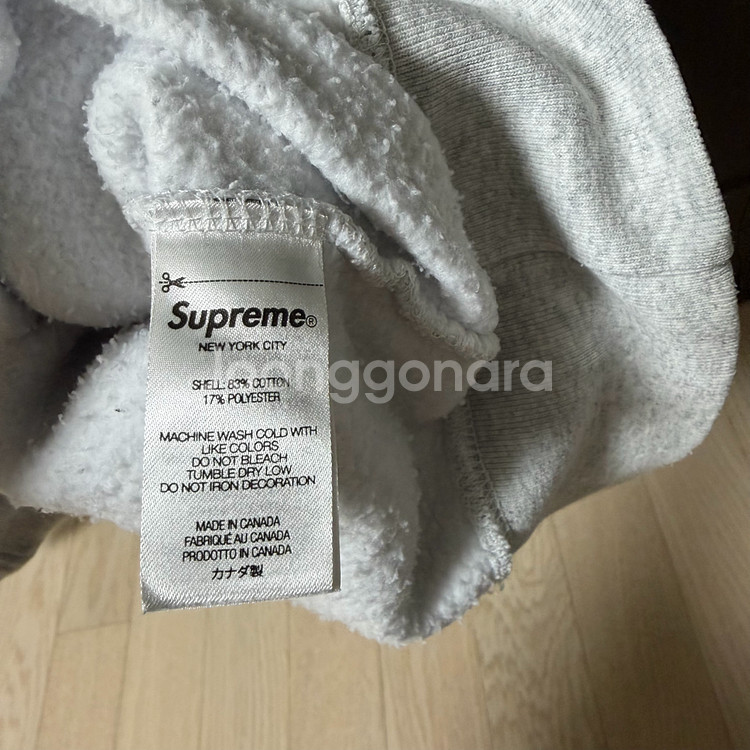 Supreme®
NEW YORK CITY
joonggonara
SHELL: 83% COTTON
17% POLYESTER
MACHINE WASH COLD WITH
LIKE COLORS
DO NOT BLEACH
TUMBLE DRY LOW
DO NOT IRON DECORATION
MADE IN CANADA
FABRIQUÉ AU CANADA
PRODOTTO IN CANADA
カナダ製